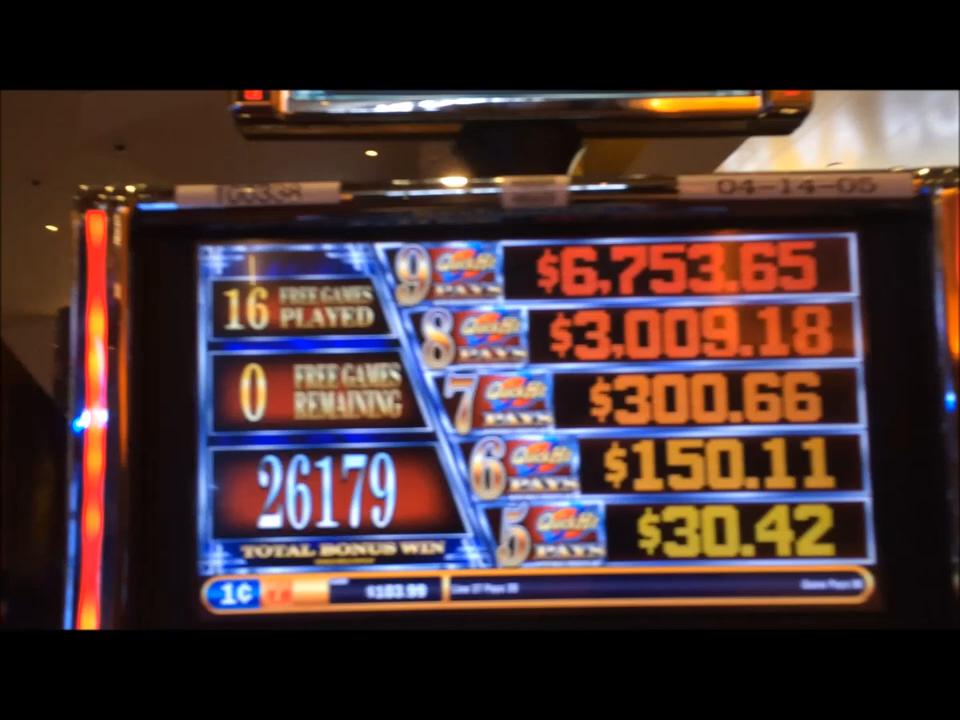 04-14-05
16 FREE GAMES PLAYED
0 FREE GAMES REMAINING
26179
TOTAL BONUS WIN
9 Quick Hit PAYS $6,753.65
8 Quick Hit PAYS $3,009.18
7 Quick Hit PAYS $300.66
6 Quick Hit PAYS $150.11
5 Quick Hit PAYS $30.42
1¢
$183.99